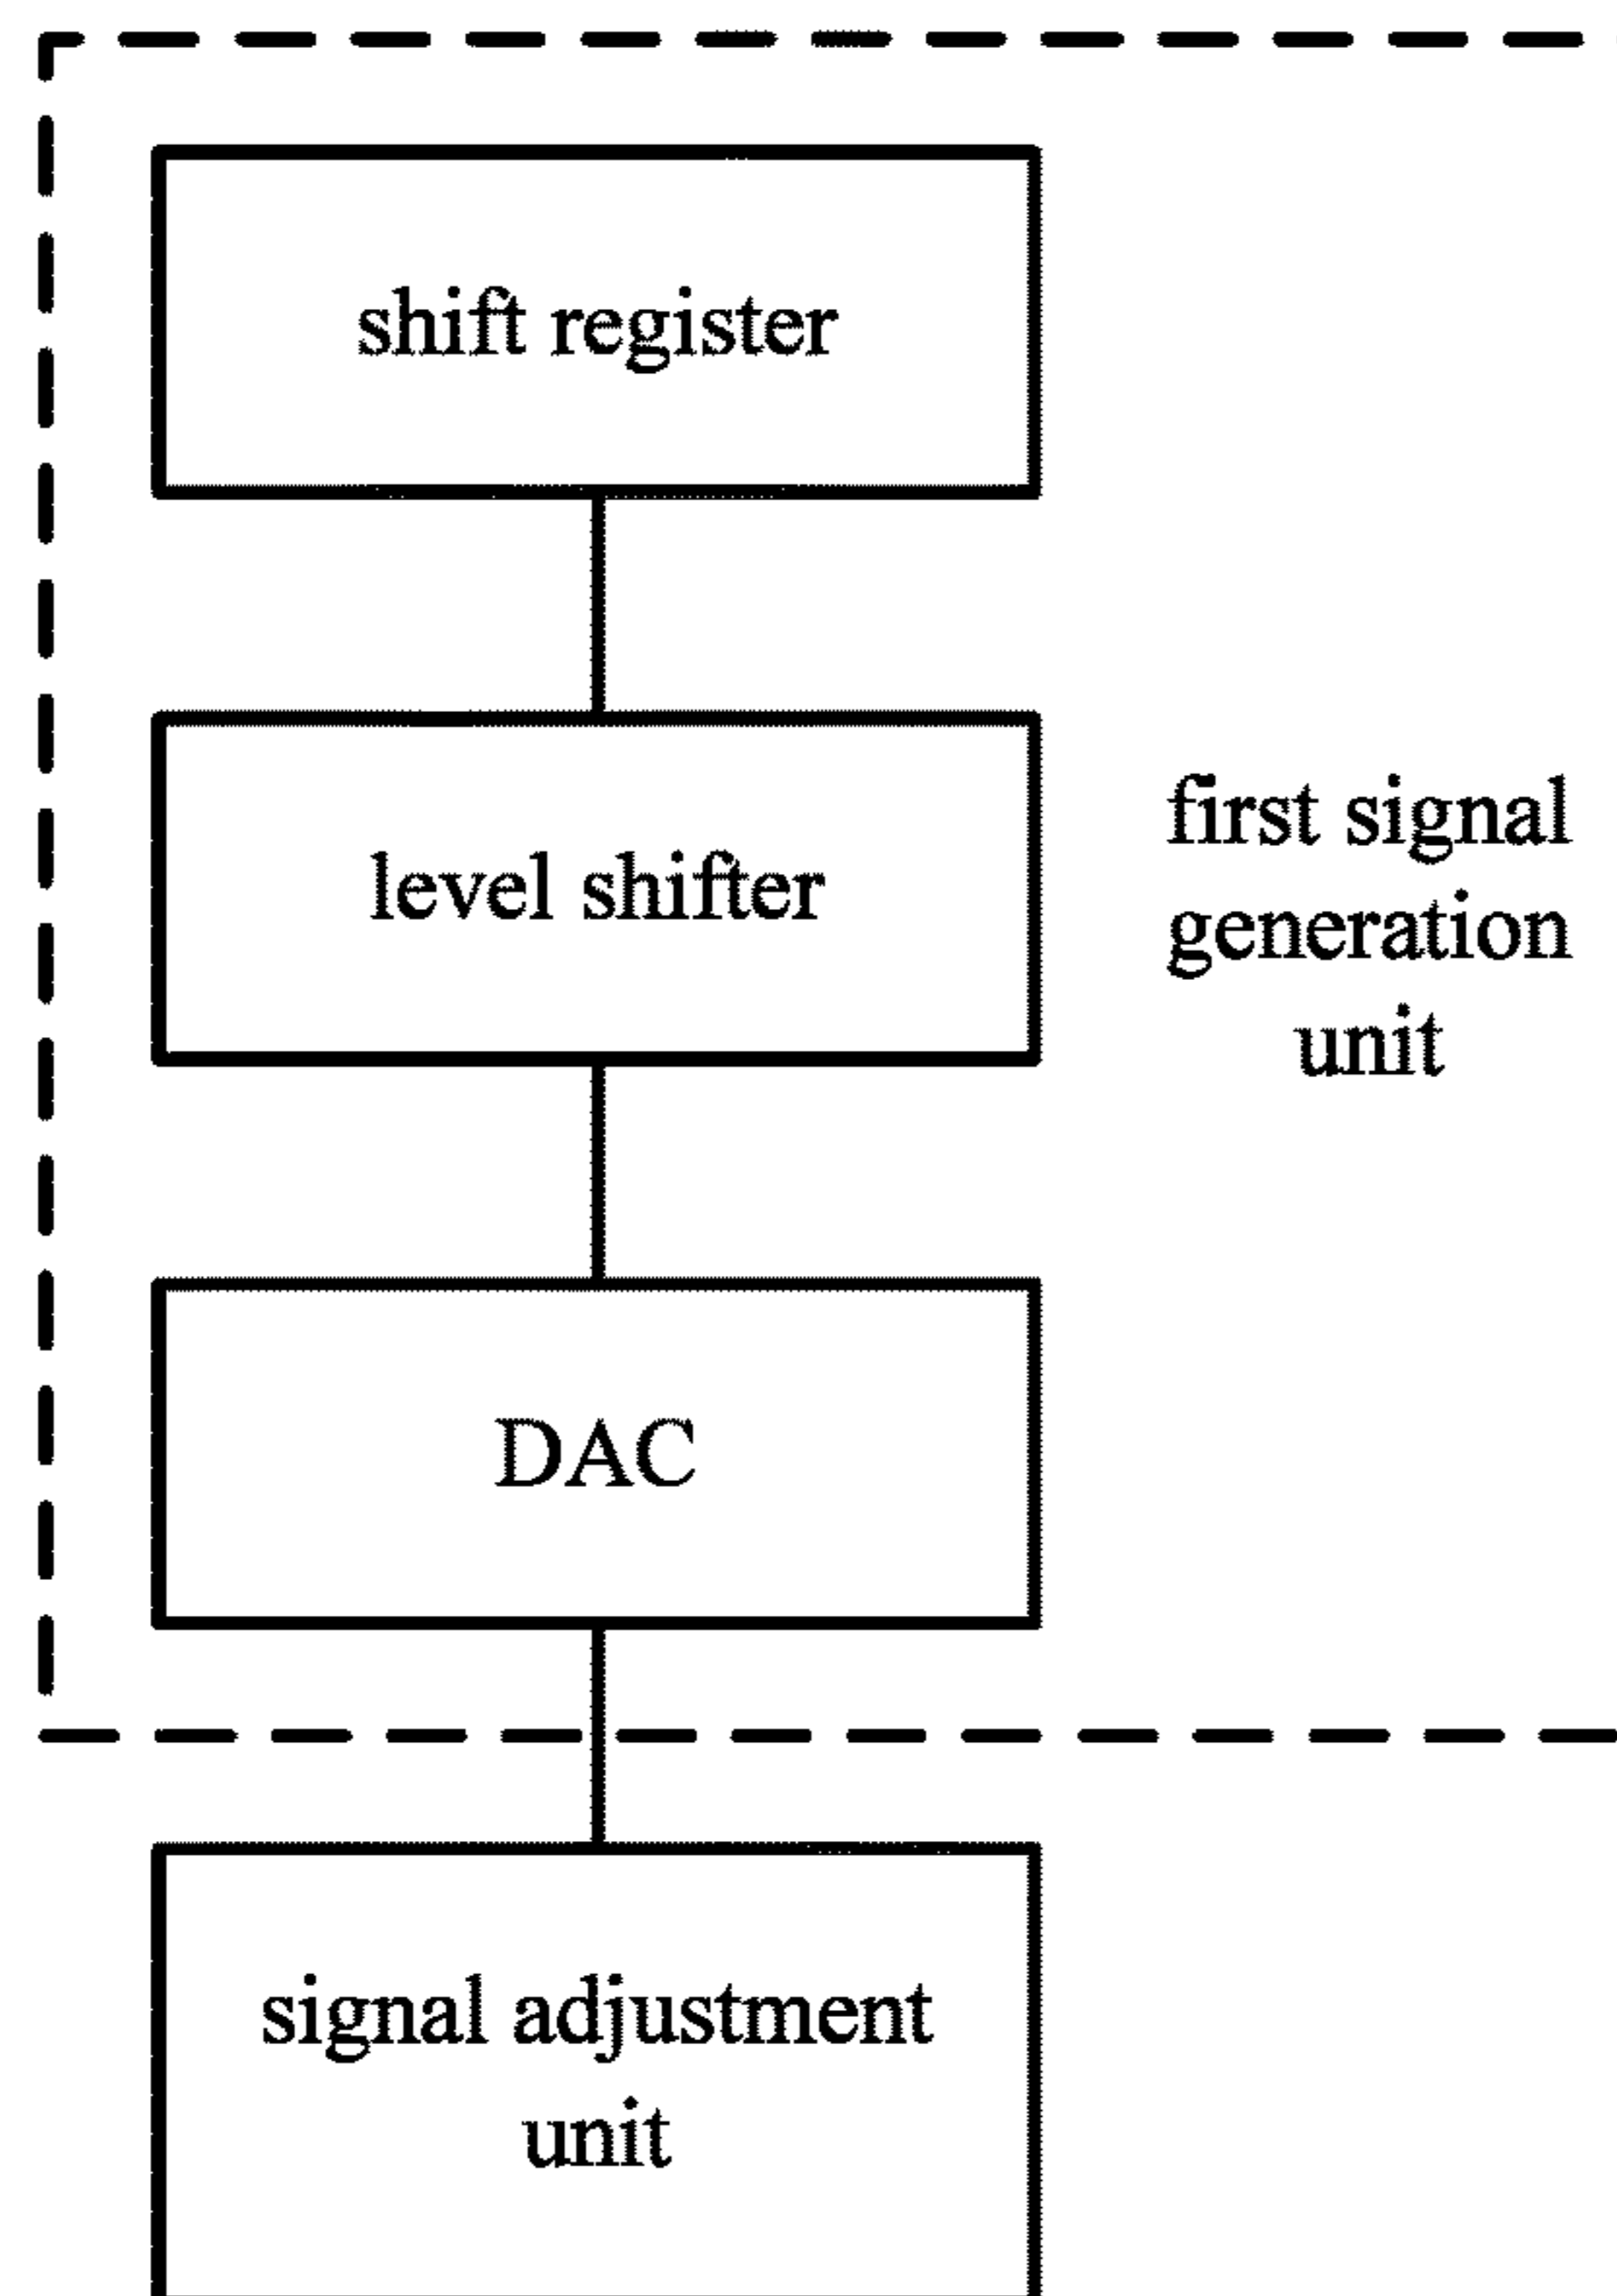 shift register
level shifter
first signal
generation
unit
DAC
signal adjustment
unit